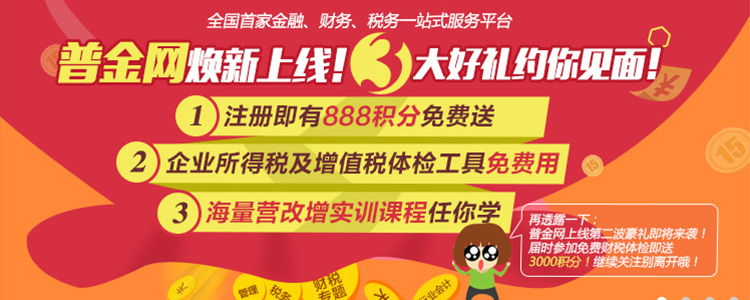 全国首家金融、财务、税务一站式服务平台
普金网焕新上线！3大好礼约你见面！
1 注册即有888积分免费送
2 企业所得税及增值税体检工具免费用
3 海量营改增实训课程任你学
再透露一下：
普金网上线第二波豪礼即将来袭！
届时参加免费财税体检即送
3000积分！继续关注别离开哦！
15
15
15
管理
税务
财税
专题
业会计